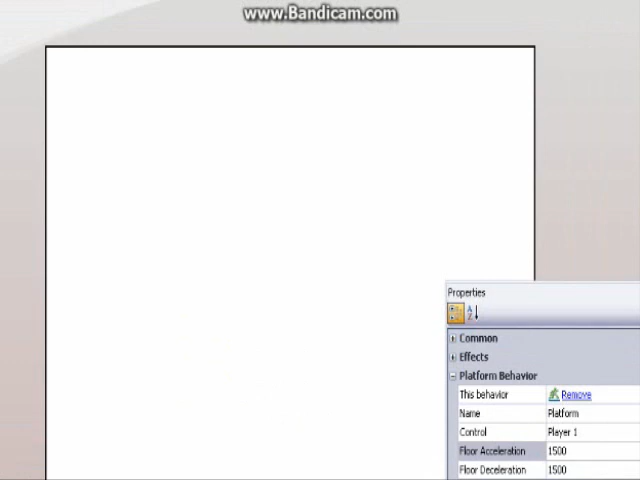 www.Bandicam.com
Properties
Common
Effects
Platform Behavior
This behavior Remove
Name Platform
Control Player 1
Floor Acceleration 1500
Floor Deceleration 1500